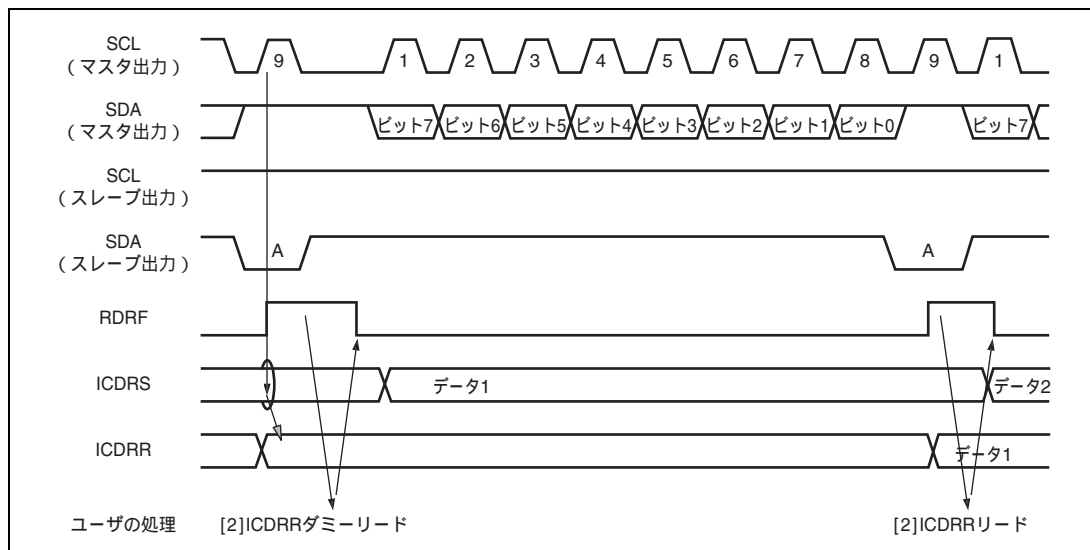 SCL
（マスタ出力）
9 1 2 3 4 5 6 7 8 9 1
SDA
（マスタ出力）
ビット7 ビット6 ビット5 ビット4 ビット3 ビット2 ビット1 ビット0 ビット7
SCL
（スレーブ出力）
SDA
（スレーブ出力）
A A
RDRF
ICDRS
データ1 データ2
ICDRR
データ1
ユーザの処理 [2]ICDRRダミーリード [2]ICDRRリード